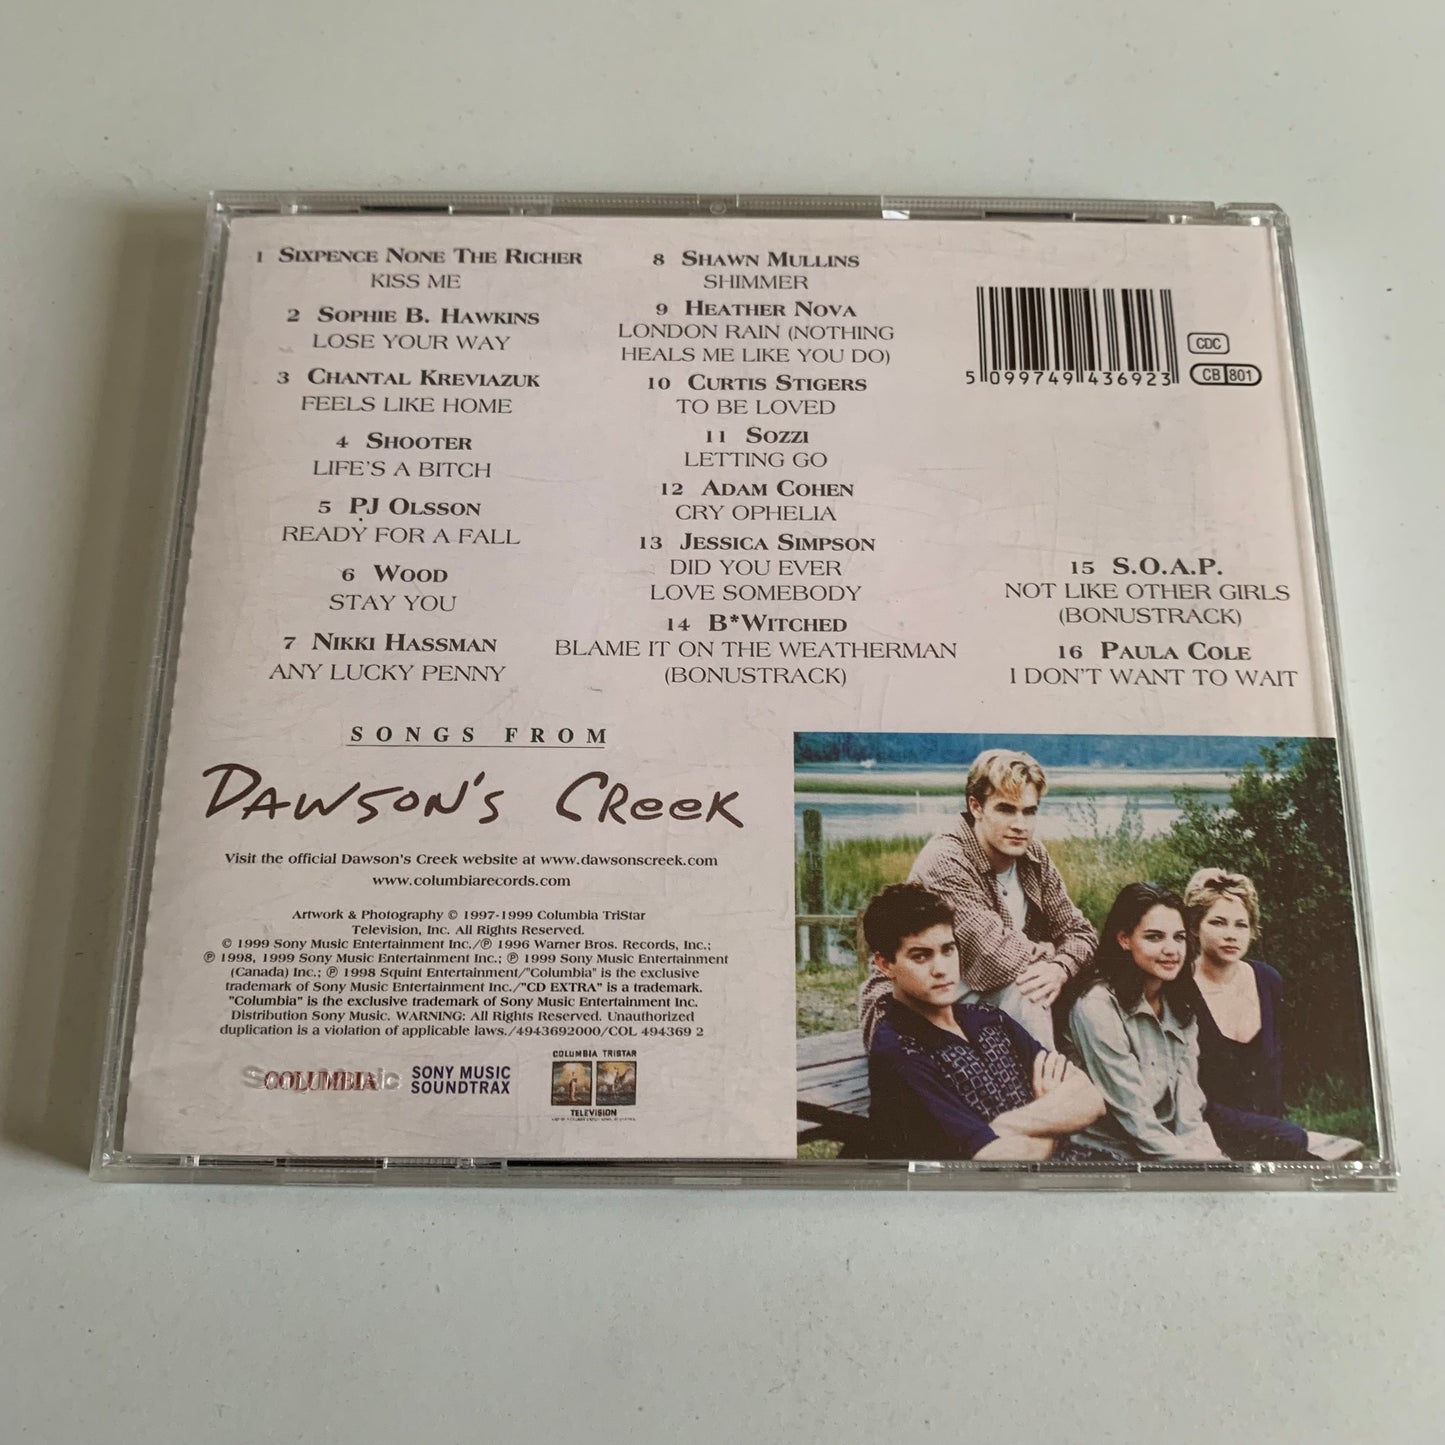 1 Sixpence None The Richer
KISS ME
2 Sophie B. Hawkins
LOSE YOUR WAY
3 Chantal Kreviazuk
FEELS LIKE HOME
4 Shooter
LIFE'S A BITCH
5 PJ Olsson
READY FOR A FALL
6 Wood
STAY YOU
7 Nikki Hassman
ANY LUCKY PENNY
8 Shawn Mullins
SHIMMER
9 Heather Nova
LONDON RAIN (NOTHING
HEALS ME LIKE YOU DO)
10 Curtis Stigers
TO BE LOVED
11 Sozzi
LETTING GO
12 Adam Cohen
CRY OPHELIA
13 Jessica Simpson
DID YOU EVER
LOVE SOMEBODY
14 B*Witched
BLAME IT ON THE WEATHERMAN
(BONUSTRACK)
5 099749 436923
CDC
CB 801
15 S.O.A.P.
NOT LIKE OTHER GIRLS
(BONUSTRACK)
16 Paula Cole
I DON'T WANT TO WAIT
SONGS FROM
DAWSON'S CREEK
Visit the official Dawson's Creek website at www.dawsonscreek.com
www.columbiarecords.com
Artwork & Photography © 1997-1999 Columbia TriStar
Television, Inc. All Rights Reserved.
© 1999 Sony Music Entertainment Inc./℗ 1996 Warner Bros. Records, Inc.;
℗ 1998, 1999 Sony Music Entertainment Inc.; ℗ 1999 Sony Music Entertainment
(Canada) Inc.; ℗ 1998 Squint Entertainment/"Columbia" is the exclusive
trademark of Sony Music Entertainment Inc./"CD EXTRA" is a trademark.
"Columbia" is the exclusive trademark of Sony Music Entertainment Inc.
Distribution Sony Music. WARNING: All Rights Reserved. Unauthorized
duplication is a violation of applicable laws./4943692000/COL 494369 2
COLUMBIA
SONY MUSIC
SOUNDTRAX
COLUMBIA TRISTAR
TELEVISION